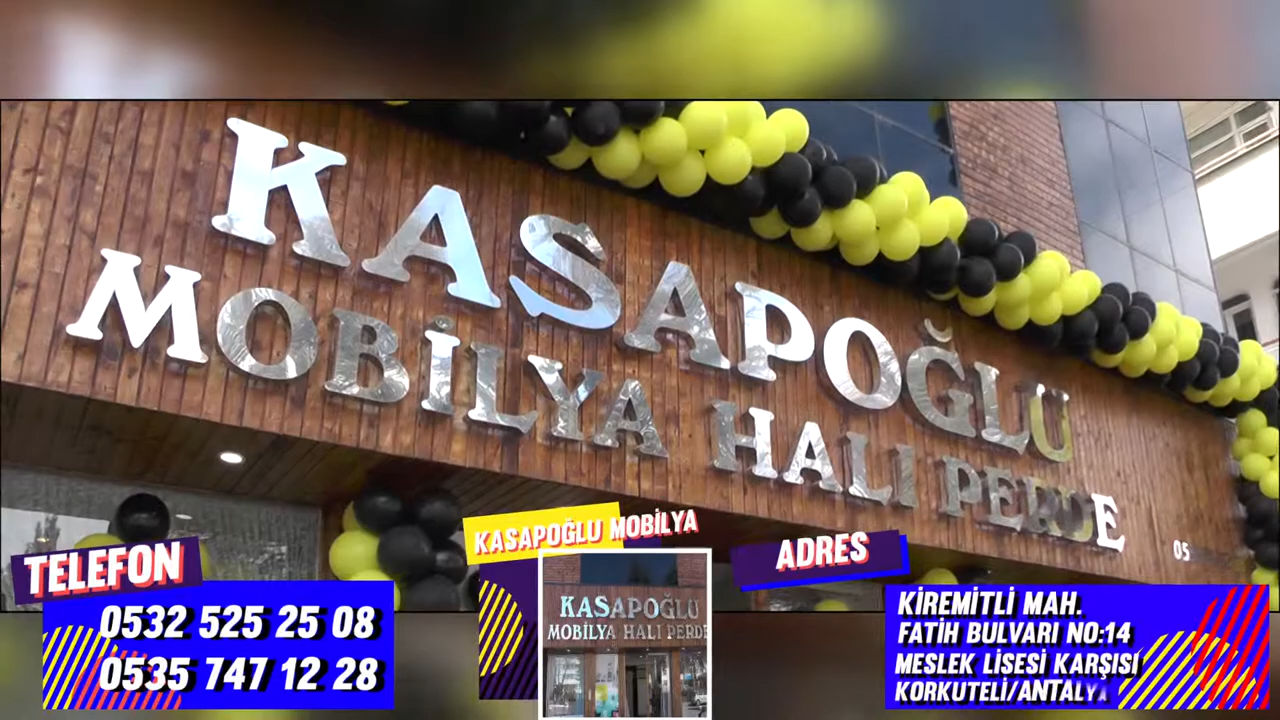 KASAPOĞLU
MOBİLYA HALI PERDE
05
TELEFON
0532 525 25 08
0535 747 12 28
KASAPOĞLU MOBİLYA
KASAPOĞLU
MOBİLYA HALI PERDE
ADRES
KİREMİTLİ MAH.
FATİH BULVARI NO:14
MESLEK LİSESİ KARŞISI
KORKUTELİ/ANTALYA